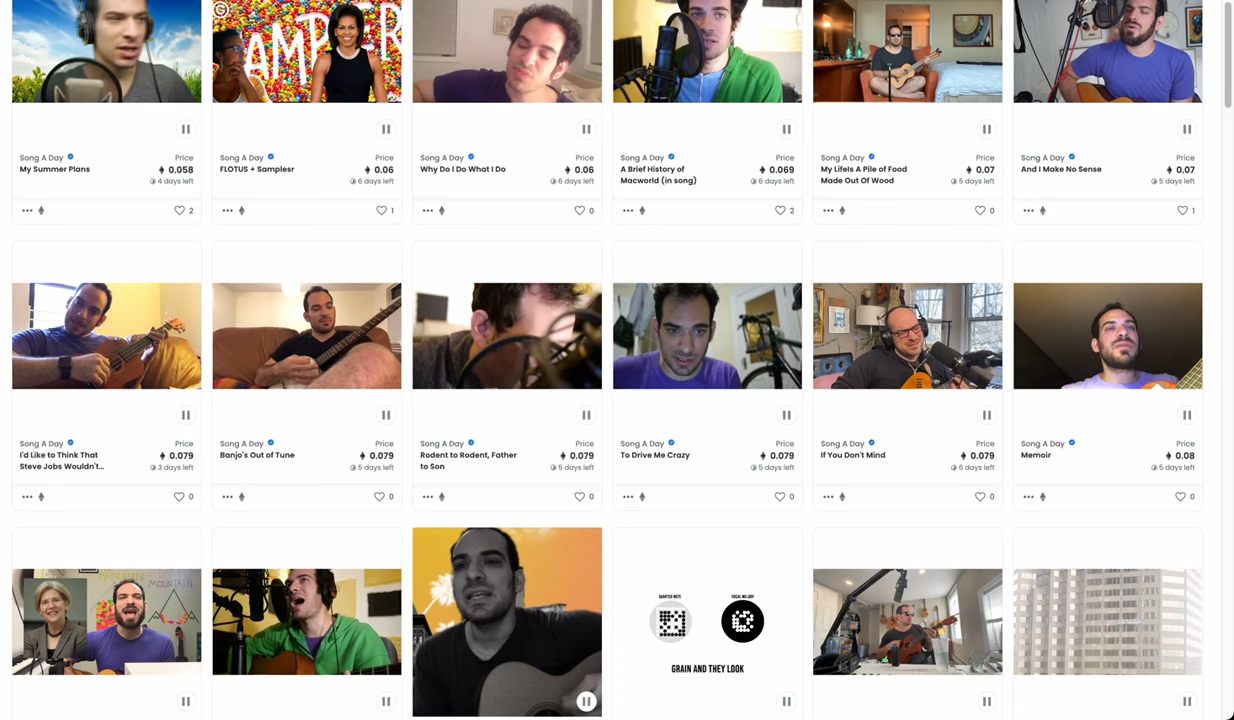 AMPLER
Song A Day
Price
My Summer Plans
0.058
4 days left
2
Song A Day
Price
FLOTUS + Samplesr
0.06
6 days left
1
Song A Day
Price
Why Do I Do What I Do
0.06
6 days left
0
Song A Day
Price
A Brief History of
Macworld (in song)
0.069
6 days left
2
Song A Day
Price
My LifeIs A Pile of Food
Made Out Of Wood
0.07
5 days left
0
Song A Day
Price
And I Make No Sense
0.07
5 days left
1
Song A Day
Price
I'd Like to Think That
Steve Jobs Wouldn't...
0.079
3 days left
0
Song A Day
Price
Banjo's Out of Tune
0.079
5 days left
0
Song A Day
Price
Rodent to Rodent, Father
to Son
0.079
5 days left
0
Song A Day
Price
To Drive Me Crazy
0.079
5 days left
0
Song A Day
Price
If You Don't Mind
0.079
6 days left
0
Song A Day
Price
Memoir
0.08
5 days left
0
MOUNTAIN
QUARTER NOTE
VOCAL MELODY
GRAIN AND THEY LOOK